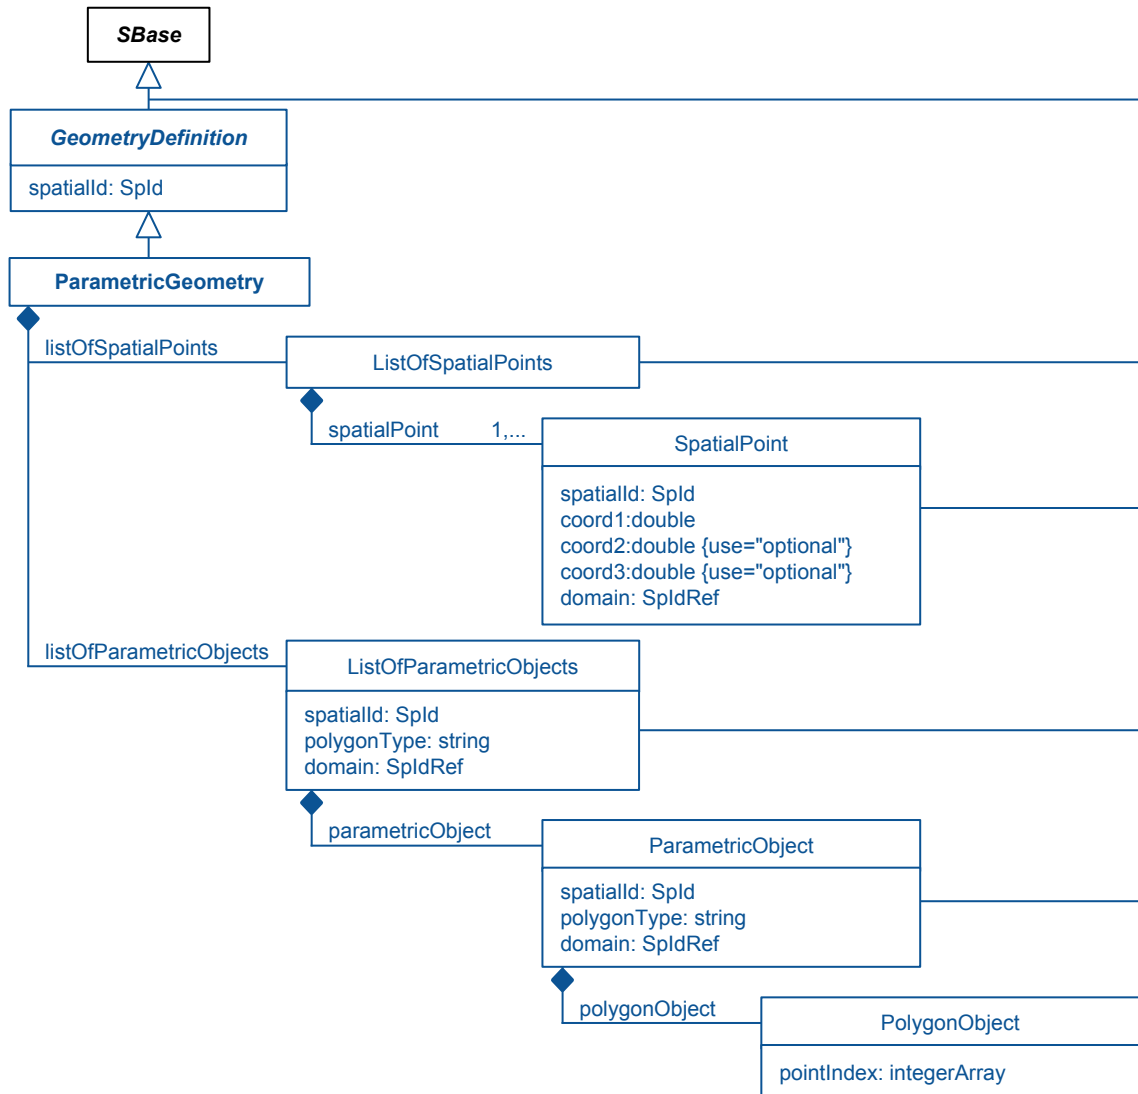 SBase
GeometryDefinition
spatialId: SpId
ParametricGeometry
listOfSpatialPoints
ListOfSpatialPoints
spatialPoint 1,...
SpatialPoint
spatialId: SpId
coord1:double
coord2:double {use="optional"}
coord3:double {use="optional"}
domain: SpIdRef
listOfParametricObjects
ListOfParametricObjects
spatialId: SpId
polygonType: string
domain: SpIdRef
parametricObject
ParametricObject
spatialId: SpId
polygonType: string
domain: SpIdRef
polygonObject
PolygonObject
pointIndex: integerArray